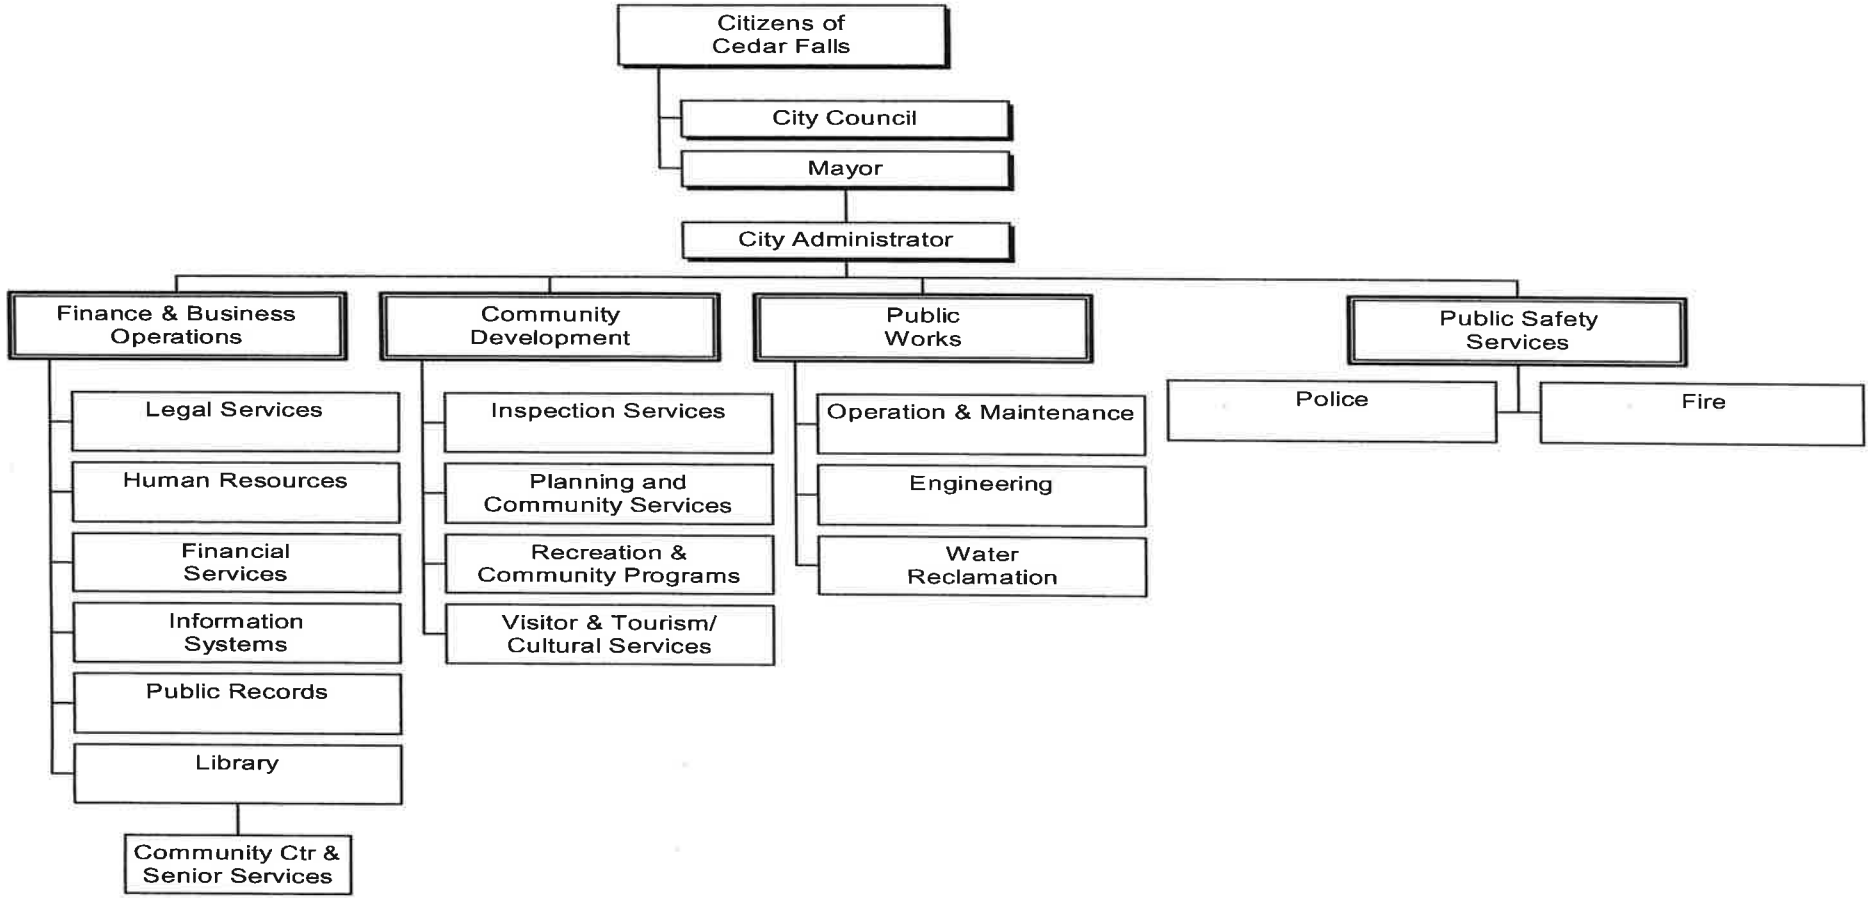 Citizens of
Cedar Falls
City Council
Mayor
City Administrator
Finance & Business
Operations
Legal Services
Human Resources
Financial
Services
Information
Systems
Public Records
Library
Community Ctr &
Senior Services
Community
Development
Inspection Services
Planning and
Community Services
Recreation &
Community Programs
Visitor & Tourism/
Cultural Services
Public
Works
Operation & Maintenance
Engineering
Water
Reclamation
Public Safety
Services
Police
Fire